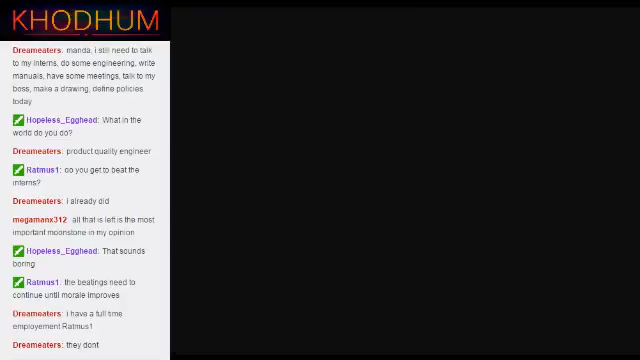 KHODHUM
Dreameaters: manda, i still need to talk
to my interns, do some engineering, write
manuals, have some meetings, talk to my
boss, make a drawing, define policies
today
Hopeless_Egghead: What in the
world do you do?
Dreameaters: product quality engineer
Ratmus1: do you get to beat the
interns?
Dreameaters: i already did
megamanx312: all that is left is the most
important moonstone in my opinion
Hopeless_Egghead: That sounds
boring
Ratmus1: the beatings need to
continue until morale improves
Dreameaters: i have a full time
employement Ratmus1
Dreameaters: they dont